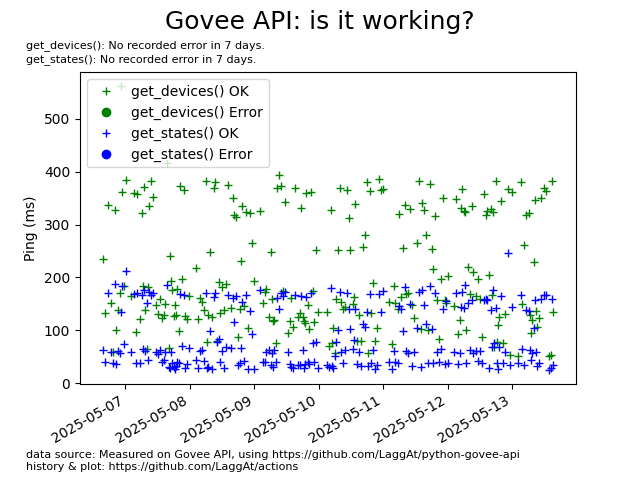 Govee API: is it working?
get_devices(): No recorded error in 7 days.
get_states(): No recorded error in 7 days.
get_devices() OK
get_devices() Error
get_states() OK
get_states() Error
Ping (ms)
500
400
300
200
100
0
2025-05-07
2025-05-08
2025-05-09
2025-05-10
2025-05-11
2025-05-12
2025-05-13
data source: Measured on Govee API, using https://github.com/LaggAt/python-govee-api
history & plot: https://github.com/LaggAt/actions